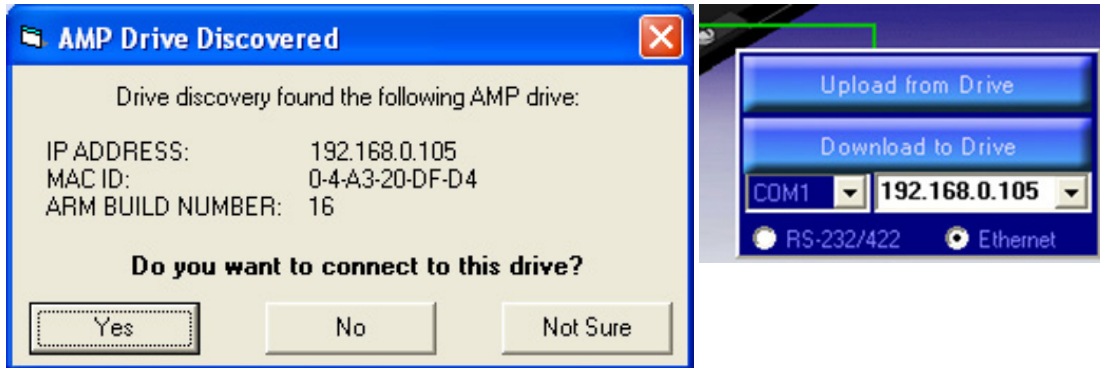 AMP Drive Discovered
Drive discovery found the following AMP drive:
IP ADDRESS: 192.168.0.105
MAC ID: 0-4-A3-20-DF-D4
ARM BUILD NUMBER: 16
Do you want to connect to this drive?
Yes No Not Sure
Upload from Drive
Download to Drive
COM1 192.168.0.105
RS-232/422 Ethernet